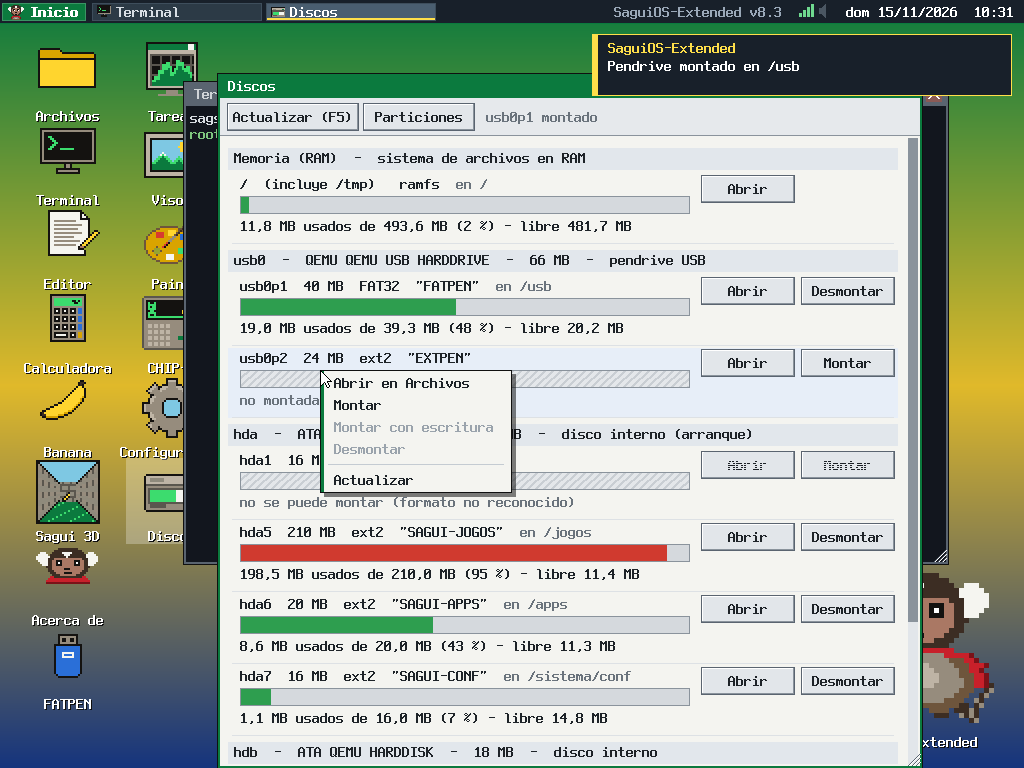 Inicio
Terminal
Discos
SaguiOS-Extended v8.3
dom 15/11/2026
10:31
SaguiOS-Extended
Pendrive montado en /usb
Archivos
Terminal
Editor
Calculadora
CHIP-
Banana
Sagui 3D
Acerca de
FATPEN
Discos
Actualizar (F5)
Particiones
usb0p1 montado
Memoria (RAM) - sistema de archivos en RAM
/ (incluye /tmp) ramfs en /
Abrir
11,8 MB usados de 493,6 MB (2 %) - libre 481,7 MB
usb0 - QEMU QEMU USB HARDDRIVE - 66 MB - pendrive USB
usb0p1 40 MB FAT32 "FATPEN" en /usb
Abrir
Desmontar
19,0 MB usados de 39,3 MB (48 %) - libre 20,2 MB
usb0p2 24 MB ext2 "EXTPEN"
Abrir
Montar
no montada
Abrir en Archivos
Montar
Montar con escritura
Desmontar
Actualizar
hda - ATA
B - disco interno (arranque)
hda1 16 M
Abrir
Montar
no se puede montar (formato no reconocido)
hda5 210 MB ext2 "SAGUI-JOGOS" en /jogos
Abrir
Desmontar
198,5 MB usados de 210,0 MB (95 %) - libre 11,4 MB
hda6 20 MB ext2 "SAGUI-APPS" en /apps
Abrir
Desmontar
8,6 MB usados de 20,0 MB (43 %) - libre 11,3 MB
hda7 16 MB ext2 "SAGUI-CONF" en /sistema/conf
Abrir
Desmontar
1,1 MB usados de 16,0 MB (7 %) - libre 14,8 MB
hdb - ATA QEMU HARDDISK - 18 MB - disco interno